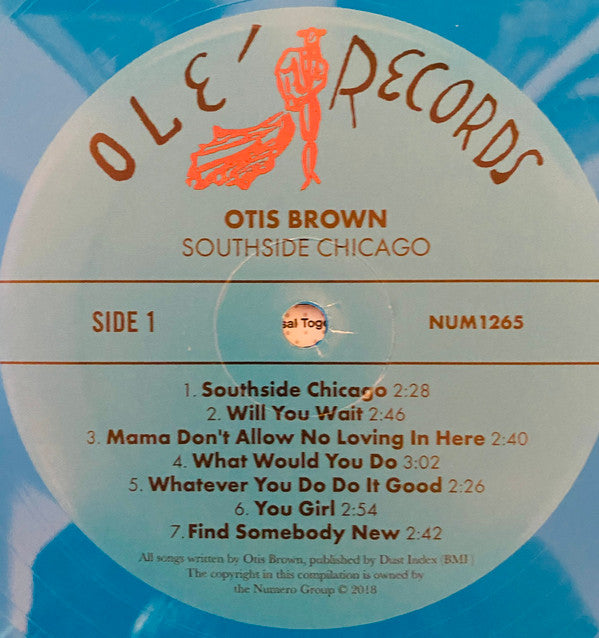 OLÉ RECORDS
OTIS BROWN
SOUTHSIDE CHICAGO
SIDE 1
NUM1265
sal Toge
1. Southside Chicago 2:28
2. Will You Wait 2:46
3. Mama Don't Allow No Loving In Here 2:40
4. What Would You Do 3:02
5. Whatever You Do Do It Good 2:26
6. You Girl 2:54
7. Find Somebody New 2:42
All songs written by Otis Brown, published by Dust Index (BMI)
The copyright in this compilation is owned by
the Numero Group © 2018